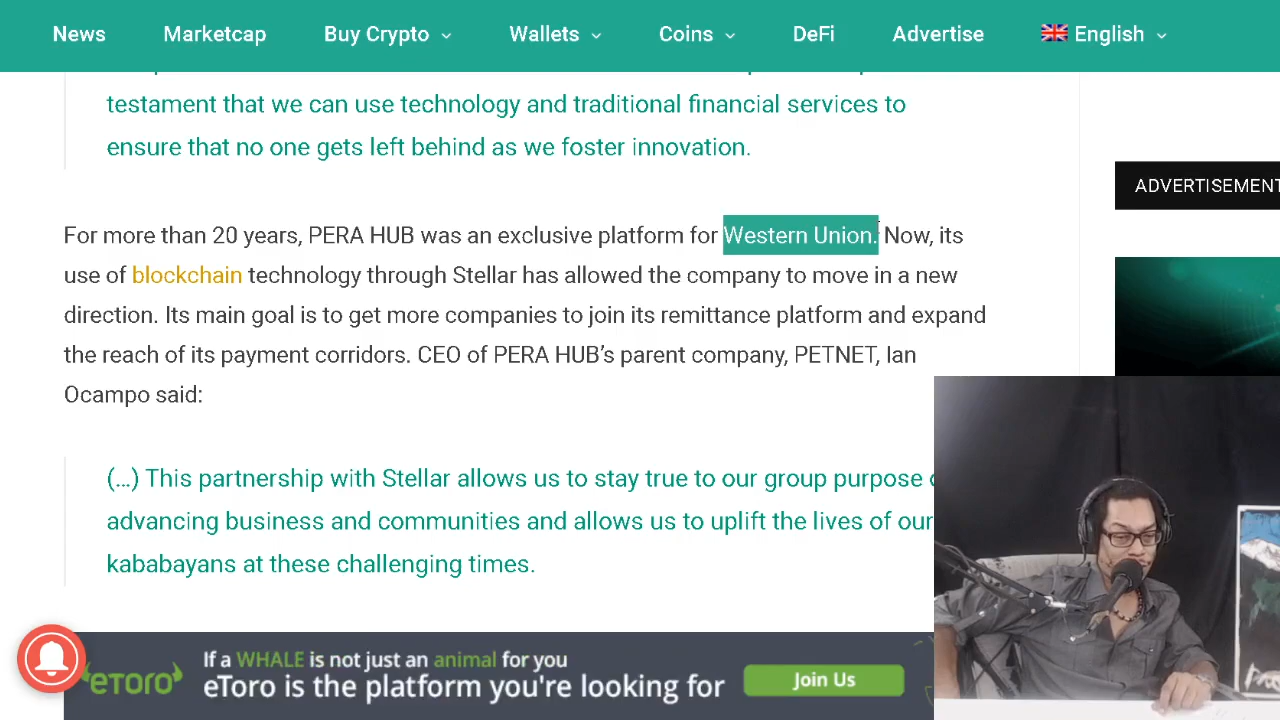 News Marketcap Buy Crypto Wallets Coins DeFi Advertise English
testament that we can use technology and traditional financial services to
ensure that no one gets left behind as we foster innovation.
ADVERTISEMENT
For more than 20 years, PERA HUB was an exclusive platform for Western Union. Now, its
use of blockchain technology through Stellar has allowed the company to move in a new
direction. Its main goal is to get more companies to join its remittance platform and expand
the reach of its payment corridors. CEO of PERA HUB’s parent company, PETNET, Ian
Ocampo said:
(…) This partnership with Stellar allows us to stay true to our group purpose
advancing business and communities and allows us to uplift the lives of our
kababayans at these challenging times.
eToro
If a WHALE is not just an animal for you
eToro is the platform you're looking for
Join Us